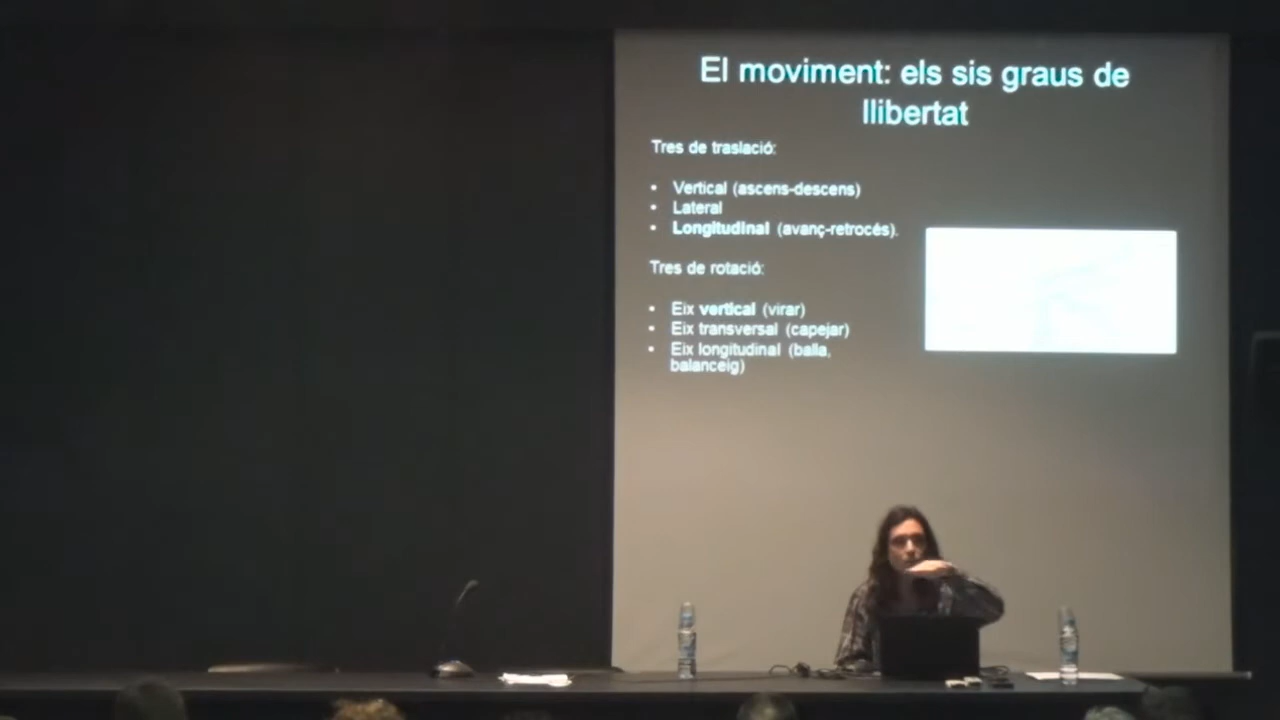 El moviment: els sis graus de
llibertat
Tres de traslació:
• Vertical (ascens-descens)
• Lateral
• Longitudinal (avanç-retrocés).
Tres de rotació:
• Eix vertical (virar)
• Eix transversal (capejar)
• Eix longitudinal (balla,
balanceig)